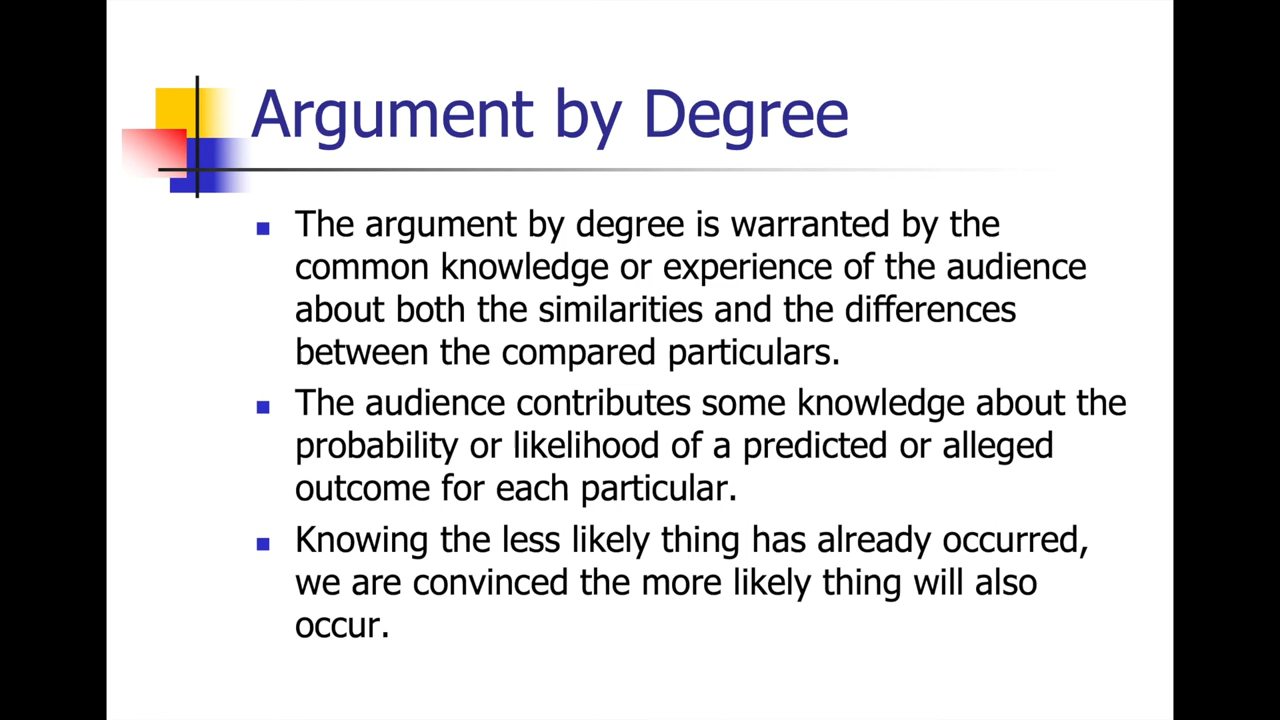 Argument by Degree
The argument by degree is warranted by the
common knowledge or experience of the audience
about both the similarities and the differences
between the compared particulars.
The audience contributes some knowledge about the
probability or likelihood of a predicted or alleged
outcome for each particular.
Knowing the less likely thing has already occurred,
we are convinced the more likely thing will also
occur.